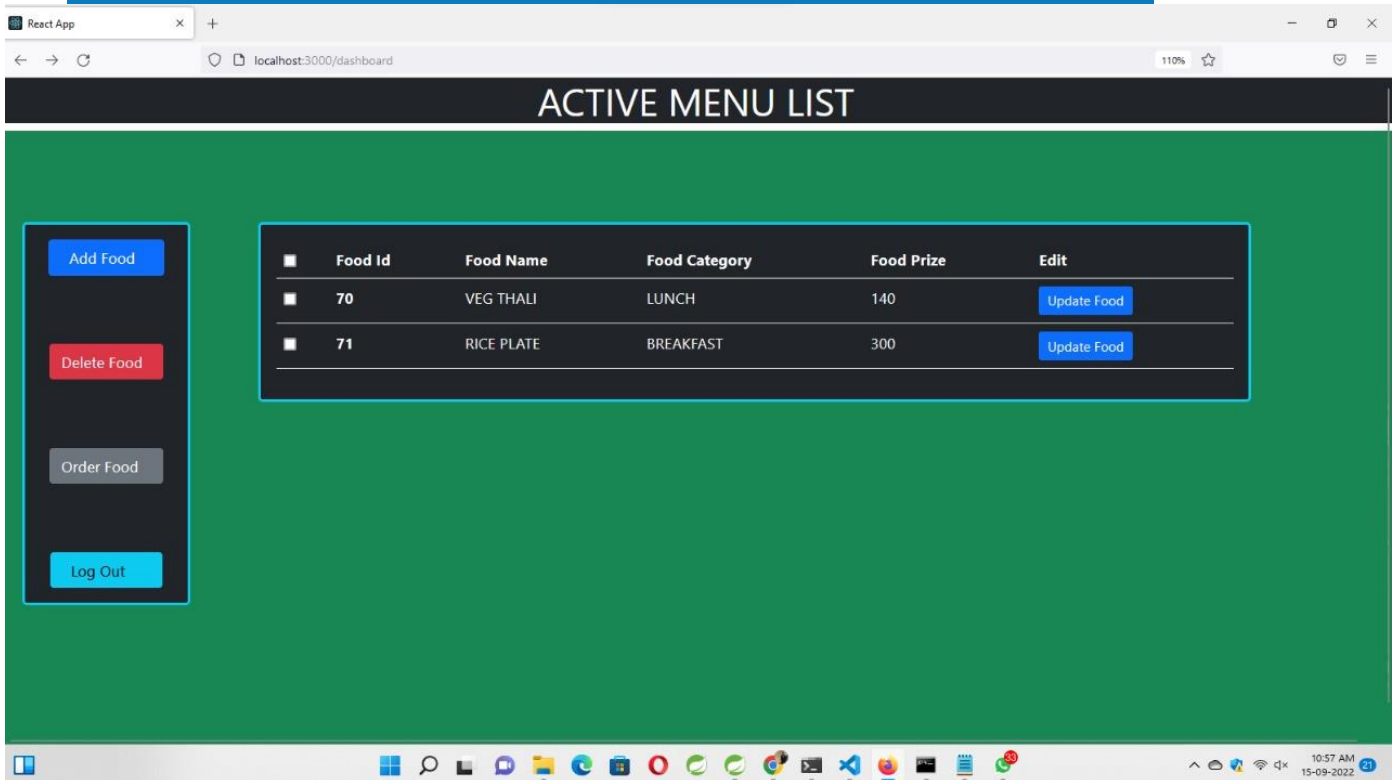 React App
localhost:3000/dashboard
110%
ACTIVE MENU LIST
Add Food
Delete Food
Order Food
Log Out
Food Id Food Name Food Category Food Prize Edit
70 VEG THALI LUNCH 140 Update Food
71 RICE PLATE BREAKFAST 300 Update Food
33
10:57 AM
15-09-2022
21